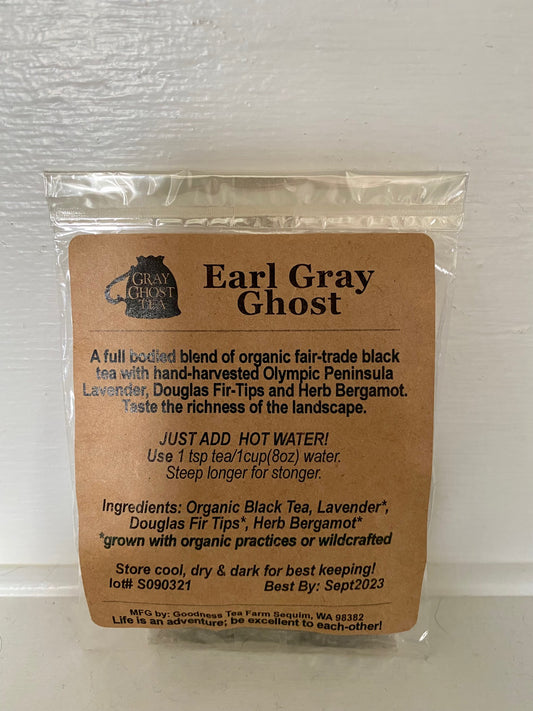 GRAY
GHOST
TEA
Earl Gray
Ghost
A full bodied blend of organic fair-trade black
tea with hand-harvested Olympic Peninsula
Lavender, Douglas Fir-Tips and Herb Bergamot.
Taste the richness of the landscape.
JUST ADD HOT WATER!
Use 1 tsp tea/1cup(8oz) water.
Steep longer for stonger.
Ingredients: Organic Black Tea, Lavender*,
Douglas Fir Tips*, Herb Bergamot*
*grown with organic practices or wildcrafted
Store cool, dry & dark for best keeping!
lot# S090321 Best By: Sept2023
MFG by: Goodness Tea Farm Sequim, WA 98382
Life is an adventure; be excellent to each-other!